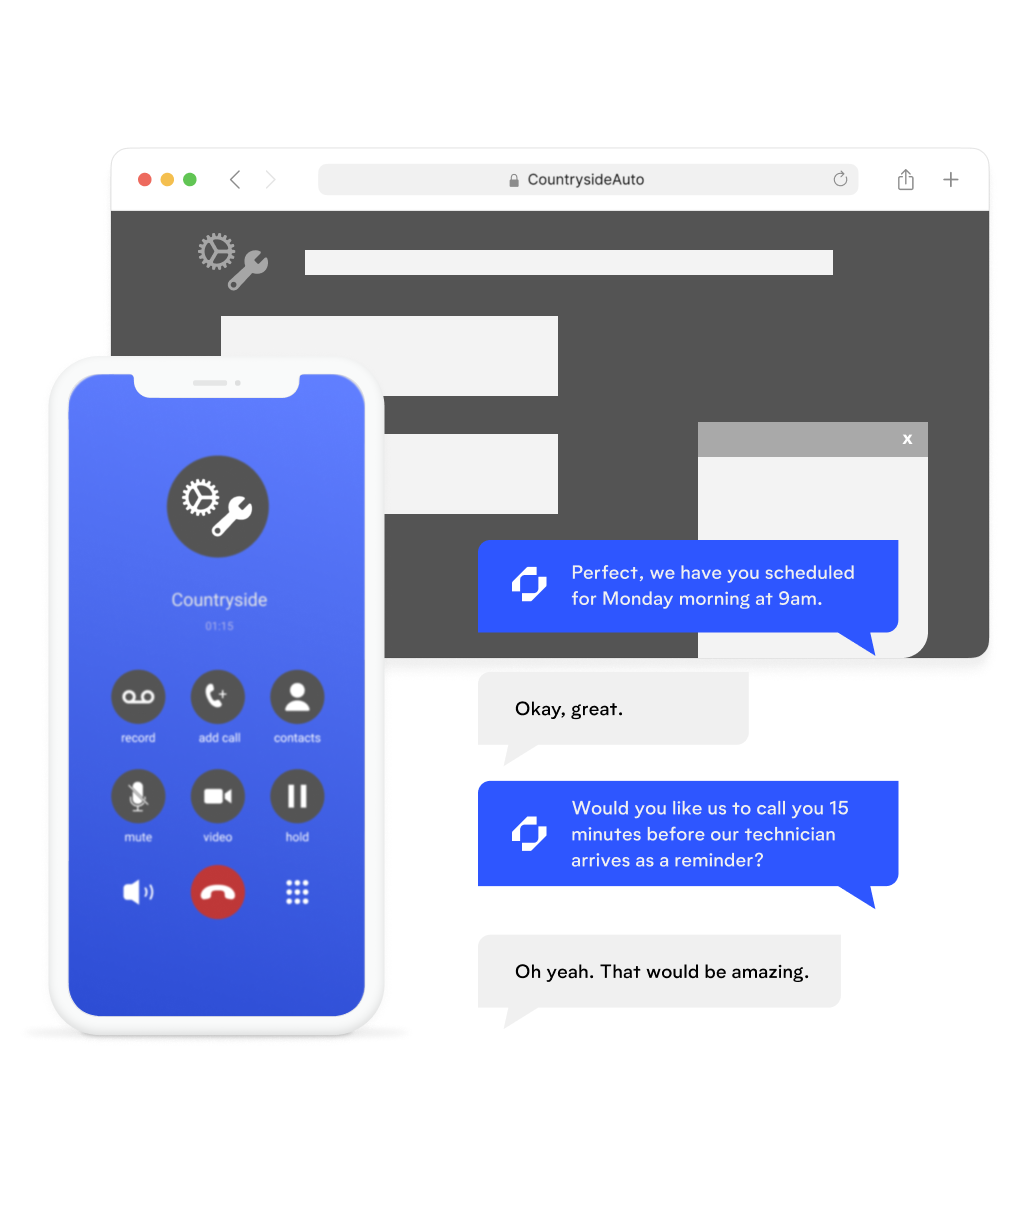 CountrysideAuto
x
Countryside
01:15
record
add call
contacts
mute
video
hold
Perfect, we have you scheduled
for Monday morning at 9am.
Okay, great.
Would you like us to call you 15
minutes before our technician
arrives as a reminder?
Oh yeah. That would be amazing.